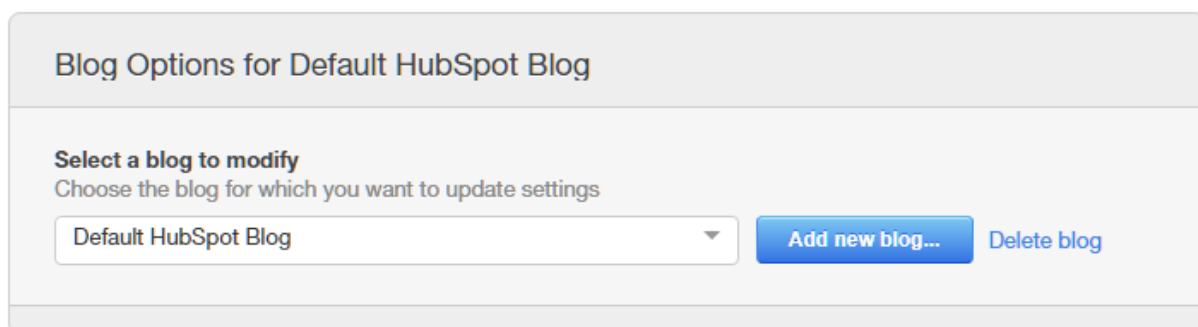 Blog Options for Default HubSpot Blog
Select a blog to modify
Choose the blog for which you want to update settings
Default HubSpot Blog Add new blog... Delete blog